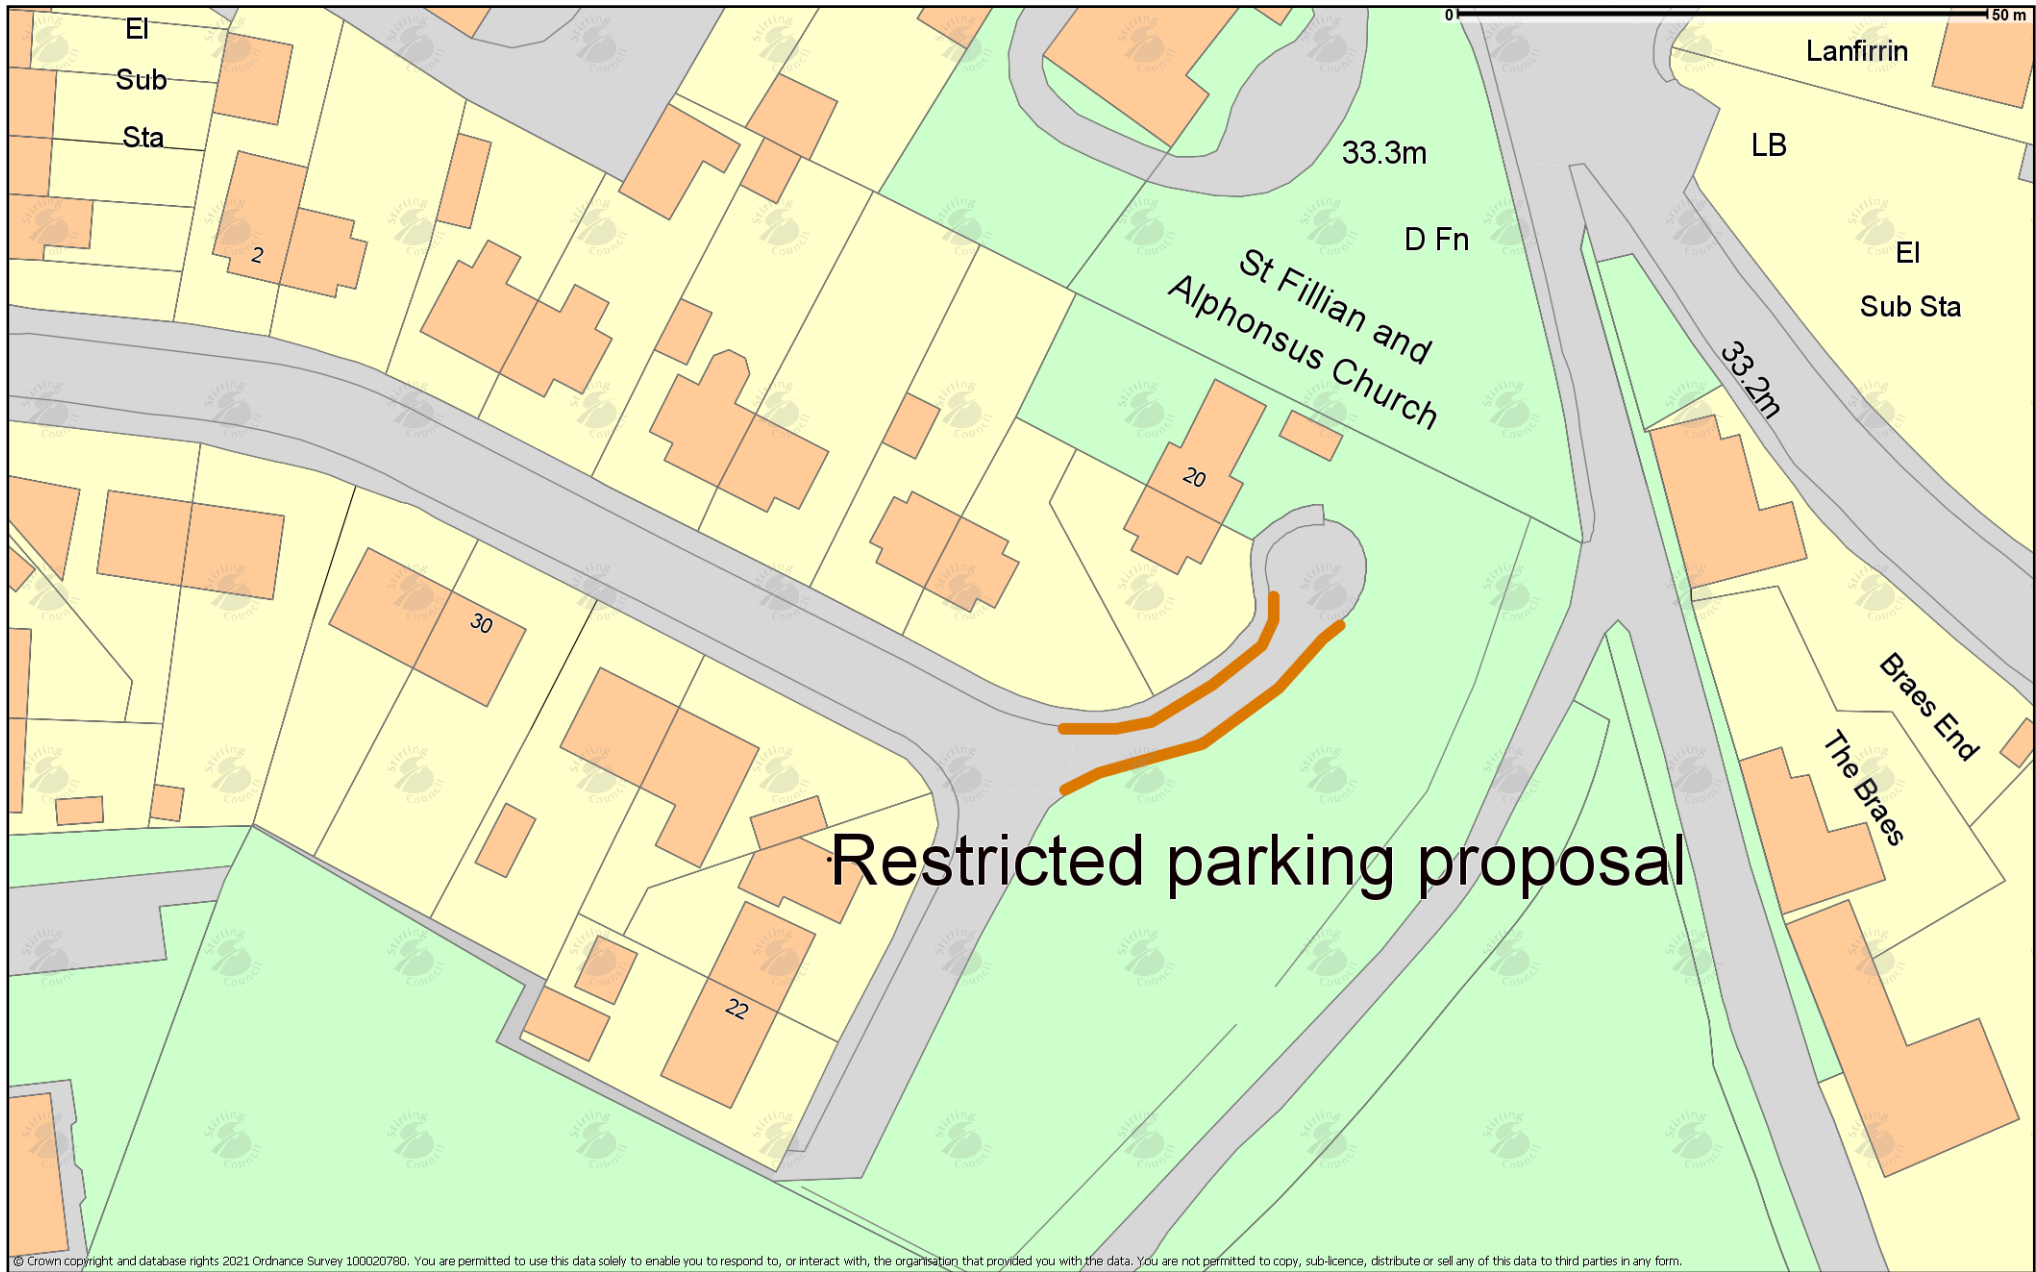 0 50 m
El
Sub
Sta
Lanfirrin
LB
33.3m
D Fn
El
Sub Sta
2
St Fillian and
Alphonsus Church
33.2m
20
30
Braes End
The Braes
Restricted parking proposal
22
Stirling
Council
© Crown copyright and database rights 2021 Ordnance Survey 100020780. You are permitted to use this data solely to enable you to respond to, or interact with, the organisation that provided you with the data. You are not permitted to copy, sub-licence, distribute or sell any of this data to third parties in any form.